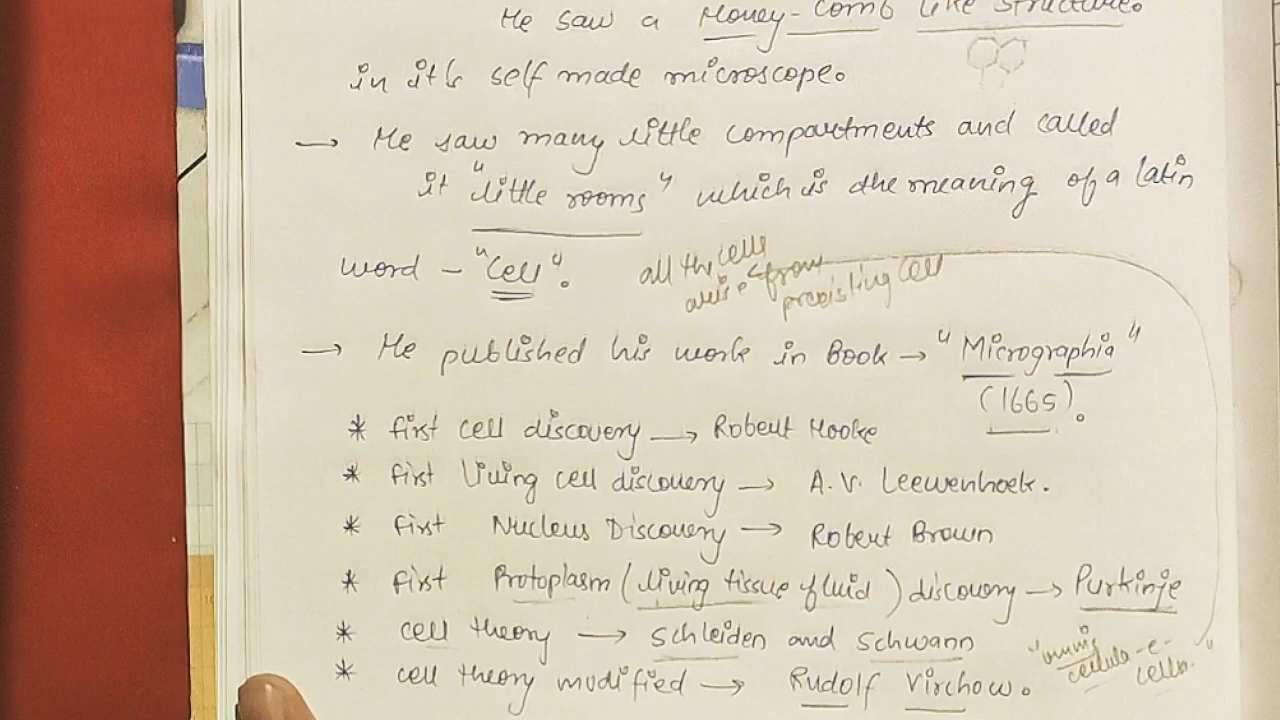 He saw a Honey-comb like structure.
in it's self made microscope.
→ He saw many little compartments and called
it "little rooms" which is the meaning of a latin
word - "Cell".
all the cells
arise from
preexisting cell
→ He published his work in Book → "Micrographia"
(1665).
* first cell discovery → Robert Hooke
* first living cell discovery → A.V. Leewenhoek.
* first Nucleus Discovery → Robert Brown
* first Protoplasm (living tissue fluid) discovery → Purkinje
* cell theory → Schleiden and Schwann
* cell theory modified → Rudolf Virchow.
"omnis
cellula-e-
cellula"